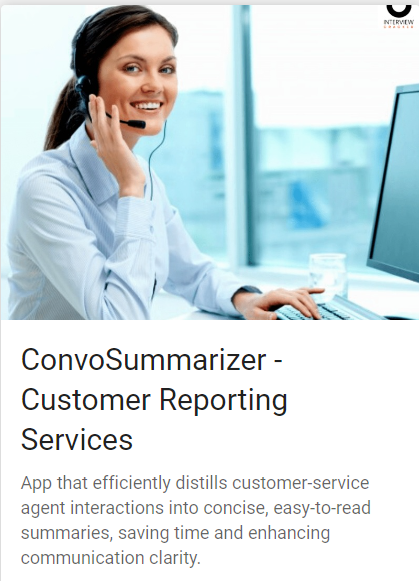 INTERVIEW
ConvoSummarizer -
Customer Reporting
Services
App that efficiently distills customer-service
agent interactions into concise, easy-to-read
summaries, saving time and enhancing
communication clarity.